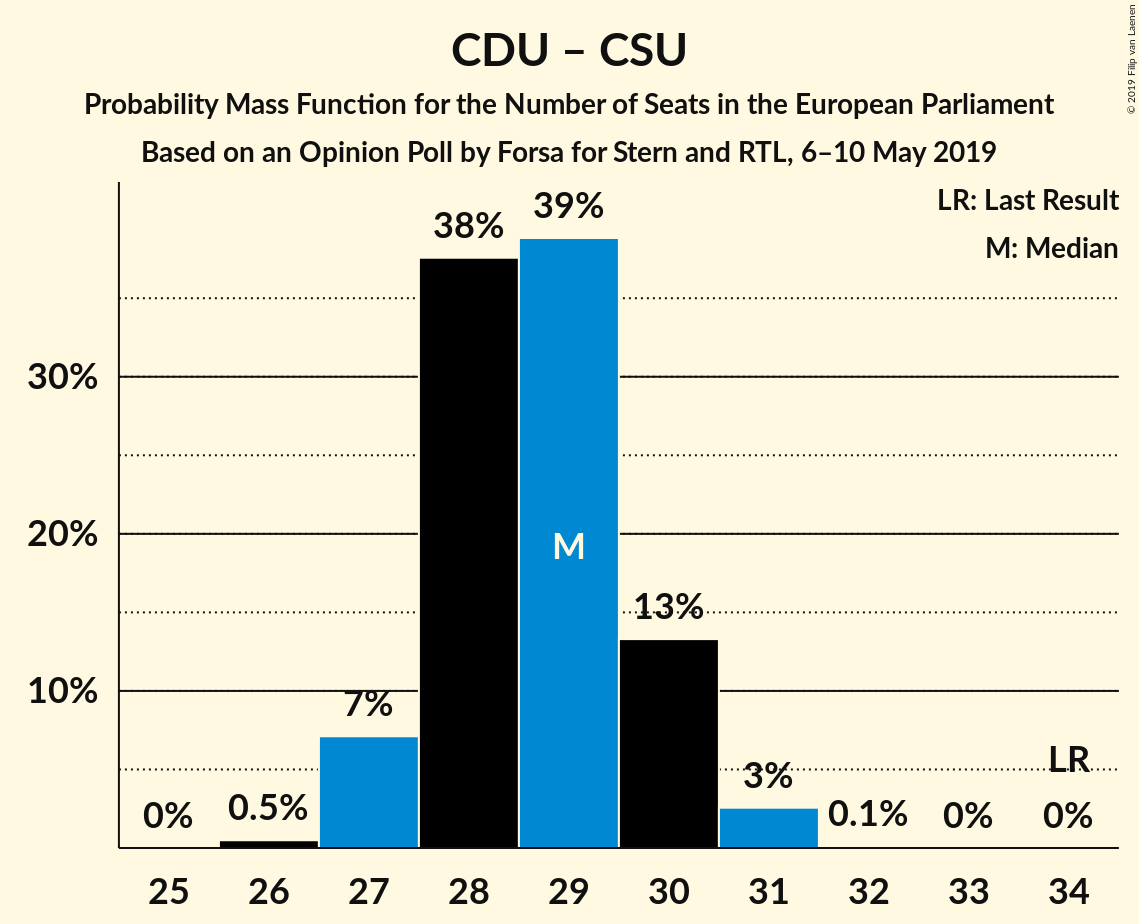 CDU – CSU
Probability Mass Function for the Number of Seats in the European Parliament
Based on an Opinion Poll by Forsa for Stern and RTL, 6–10 May 2019
© 2019 Filip van Laenen
LR: Last Result
M: Median
39%
38%
30%
20%
M
13%
10%
7%
LR
3%
0%
0.5%
0.1%
0%
0%
25 26 27 28 29 30 31 32 33 34